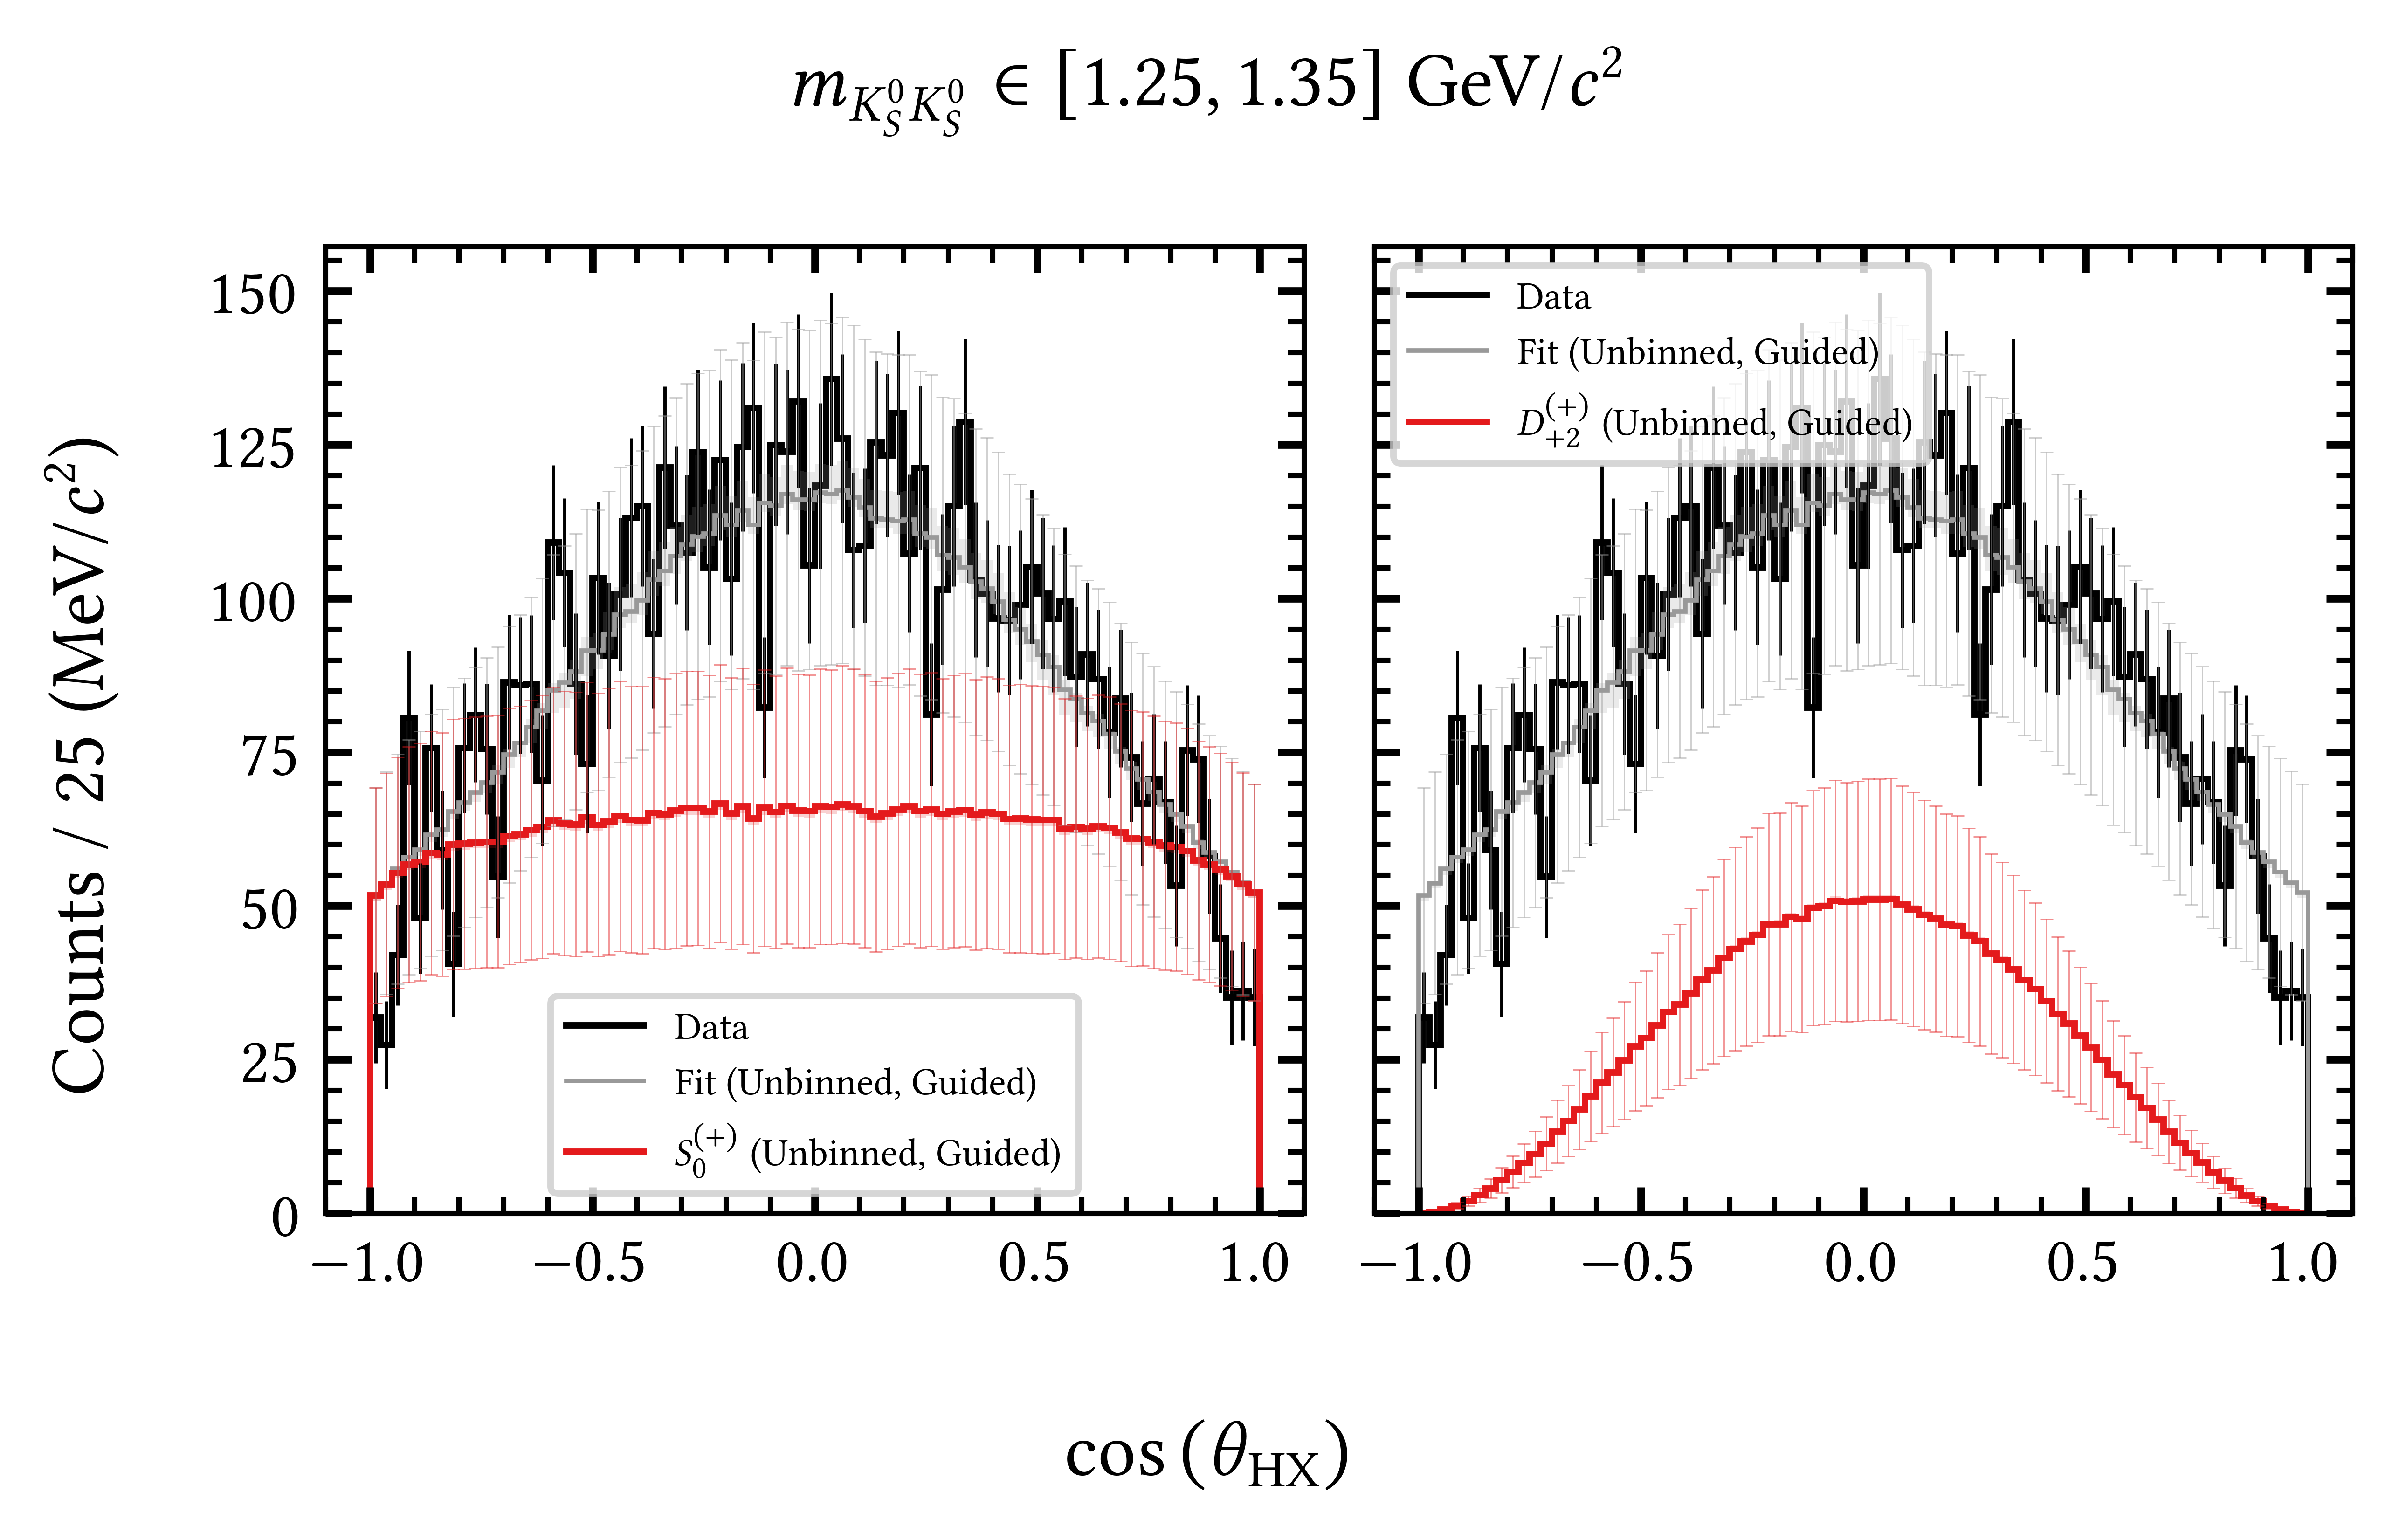 m_{K_S^0 K_S^0} ∈ [1.25, 1.35] GeV/c²
Counts / 25 (MeV/c²)
150
125
100
75
50
25
0
Data
Fit (Unbinned, Guided)
S_0^{(+)} (Unbinned, Guided)
−1.0 −0.5 0.0 0.5 1.0
Data
Fit (Unbinned, Guided)
D_{+2}^{(+)} (Unbinned, Guided)
−1.0 −0.5 0.0 0.5 1.0
cos (θ_{HX})